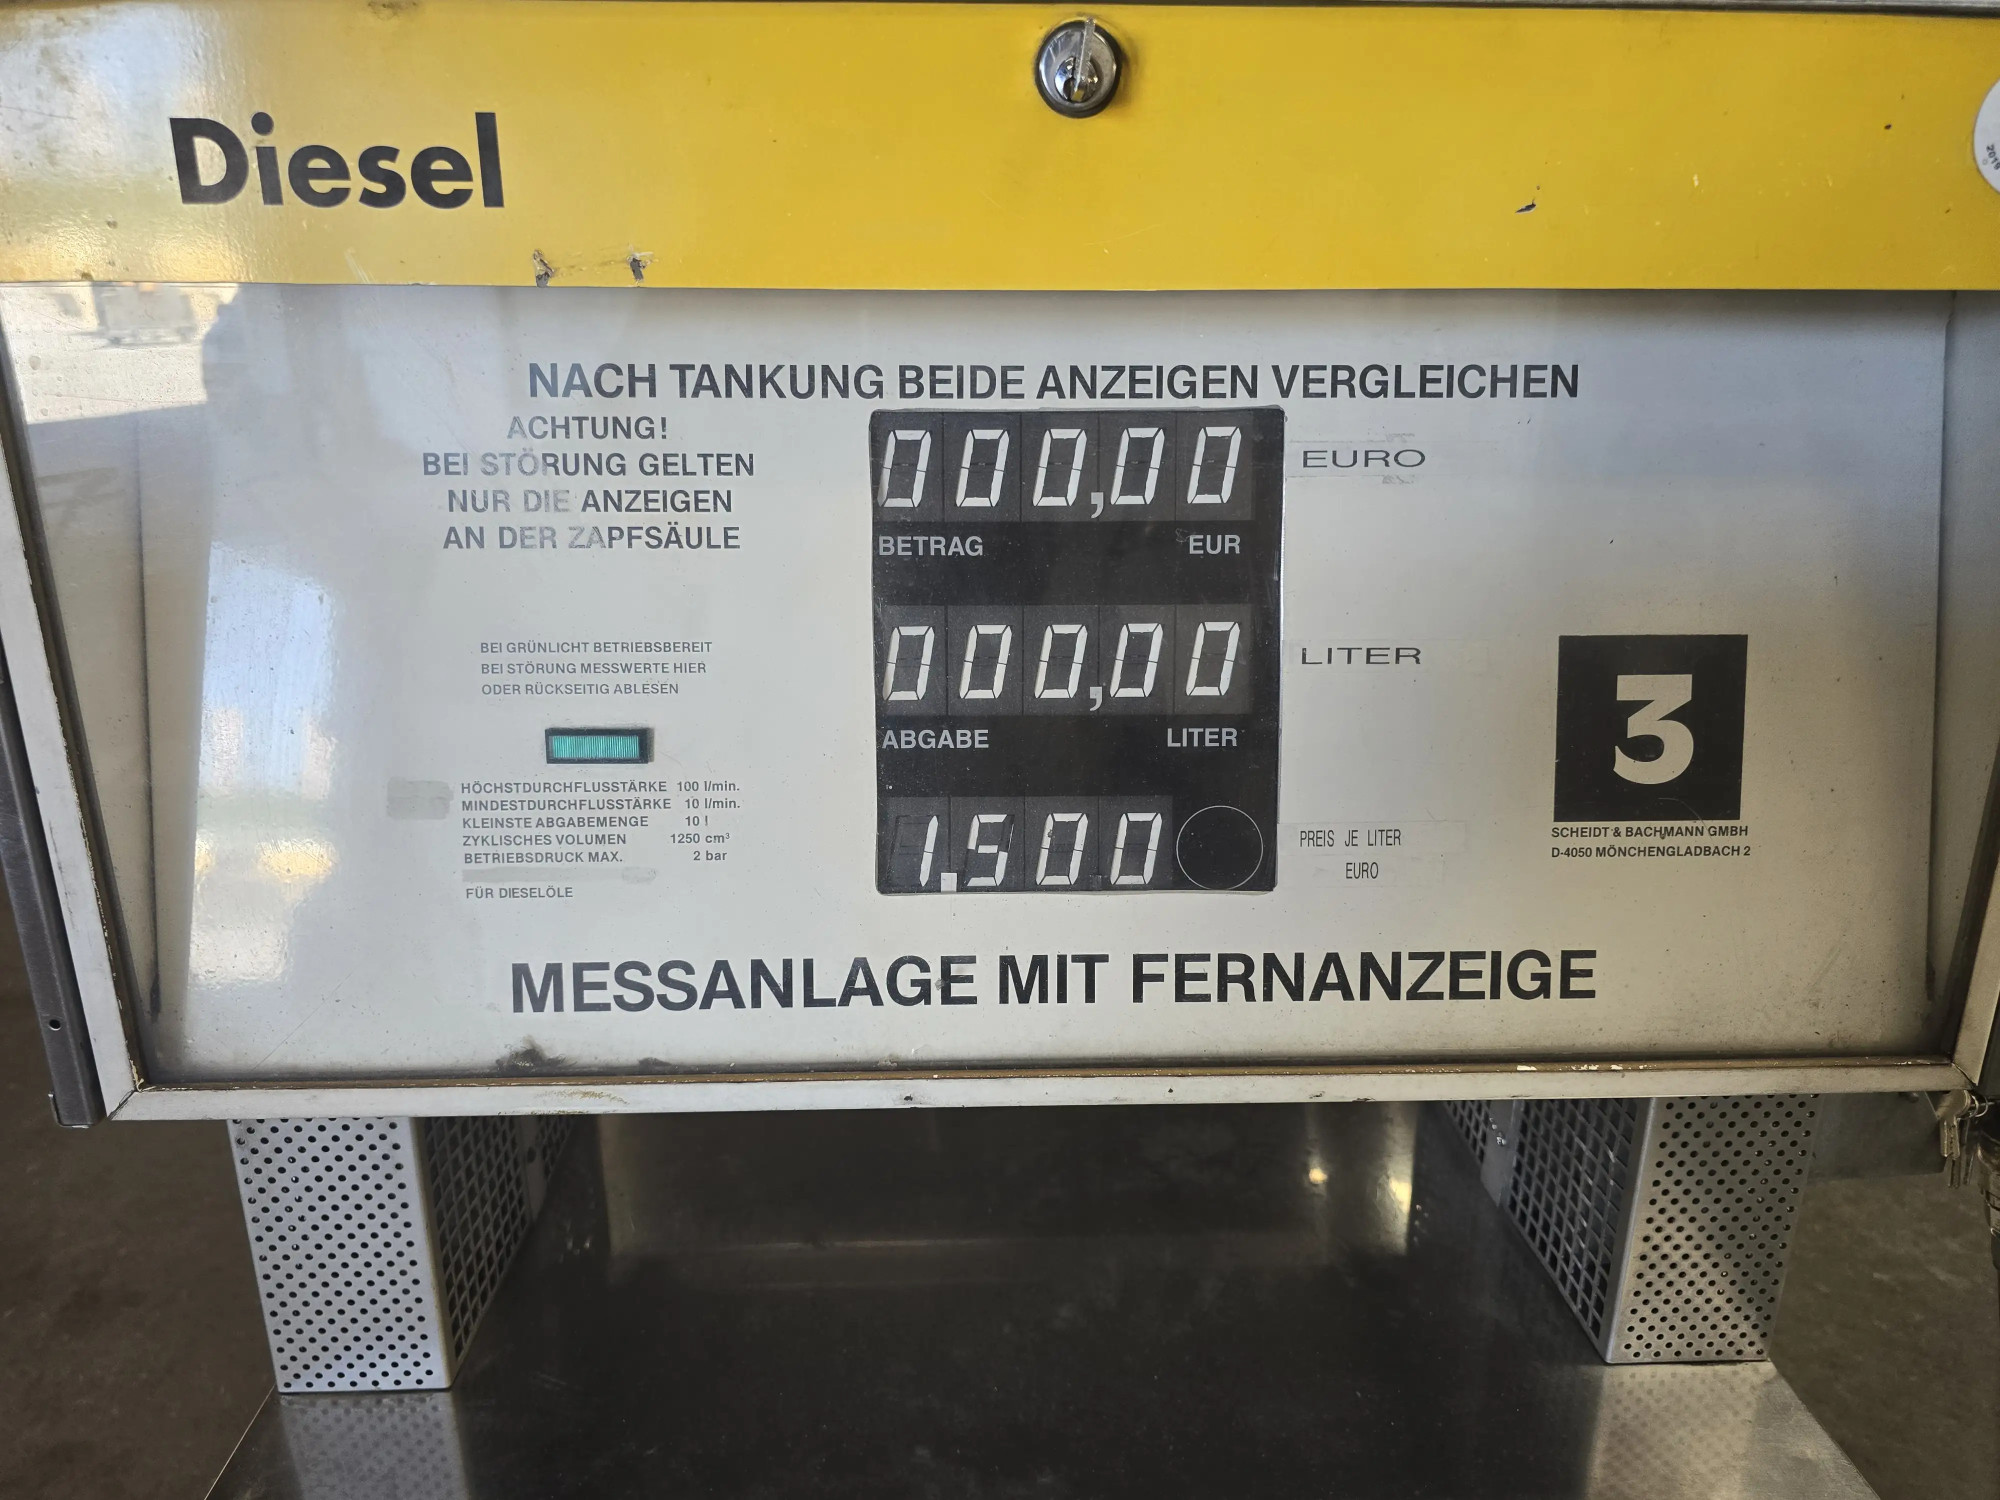 Diesel
2019
NACH TANKUNG BEIDE ANZEIGEN VERGLEICHEN
ACHTUNG!
BEI STÖRUNG GELTEN
NUR DIE ANZEIGEN
AN DER ZAPFSÄULE
000,00
EURO
BETRAG EUR
BEI GRÜNLICHT BETRIEBSBEREIT
BEI STÖRUNG MESSWERTE HIER
ODER RÜCKSEITIG ABLESEN
000,00
LITER
ABGABE LITER
3
HÖCHSTDURCHFLUSSTÄRKE 100 l/min.
MINDESTDURCHFLUSSTÄRKE 10 l/min.
KLEINSTE ABGABEMENGE 10 l
ZYKLISCHES VOLUMEN 1250 cm³
BETRIEBSDRUCK MAX. 2 bar
FÜR DIESELÖLE
1.500
PREIS JE LITER
EURO
SCHEIDT & BACHMANN GMBH
D-4050 MÖNCHENGLADBACH 2
MESSANLAGE MIT FERNANZEIGE